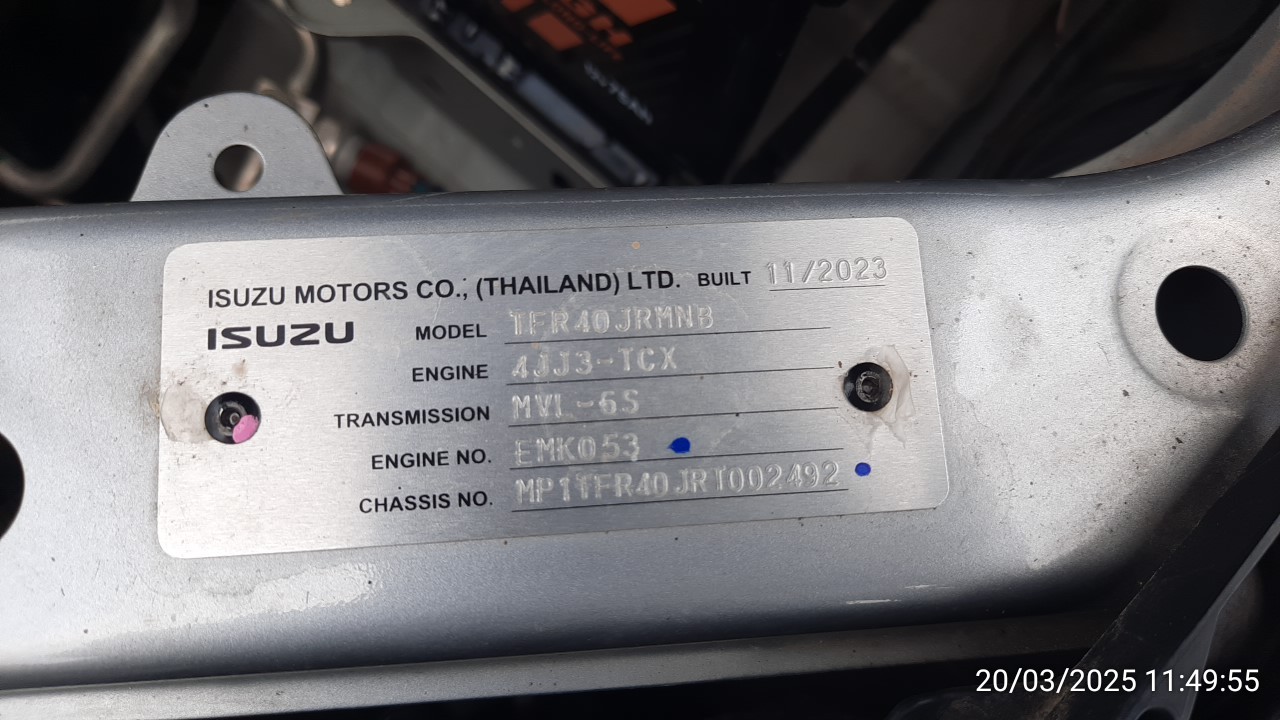 ISUZU MOTORS CO., (THAILAND) LTD. BUILT 11/2023
ISUZU MODEL TFR40JRMNB
ENGINE 4JJ3-TCX
TRANSMISSION MVL-6S
ENGINE NO. EMK053
CHASSIS NO. MP1TFR40JRT002492
20/03/2025 11:49:55